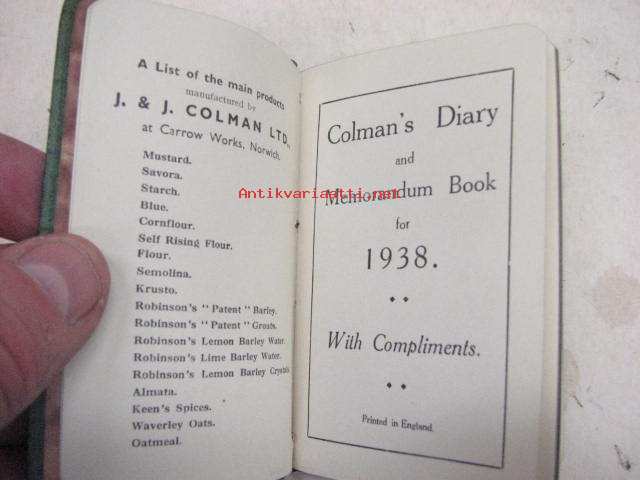 A List of the main products
manufactured by
J. & J. COLMAN LTD.,
at Carrow Works, Norwich.
Mustard.
Savora.
Starch.
Blue.
Cornflour.
Self Rising Flour.
Flour.
Semolina.
Krusto.
Robinson's "Patent" Barley.
Robinson's "Patent" Groats.
Robinson's Lemon Barley Water.
Robinson's Lime Barley Water.
Robinson's Lemon Barley Crystals
Almata.
Keen's Spices.
Waverley Oats.
Oatmeal.
Antikvariaatti.net
Colman's Diary
and
Memorandum Book
for
1938.
With Compliments.
Printed in England.